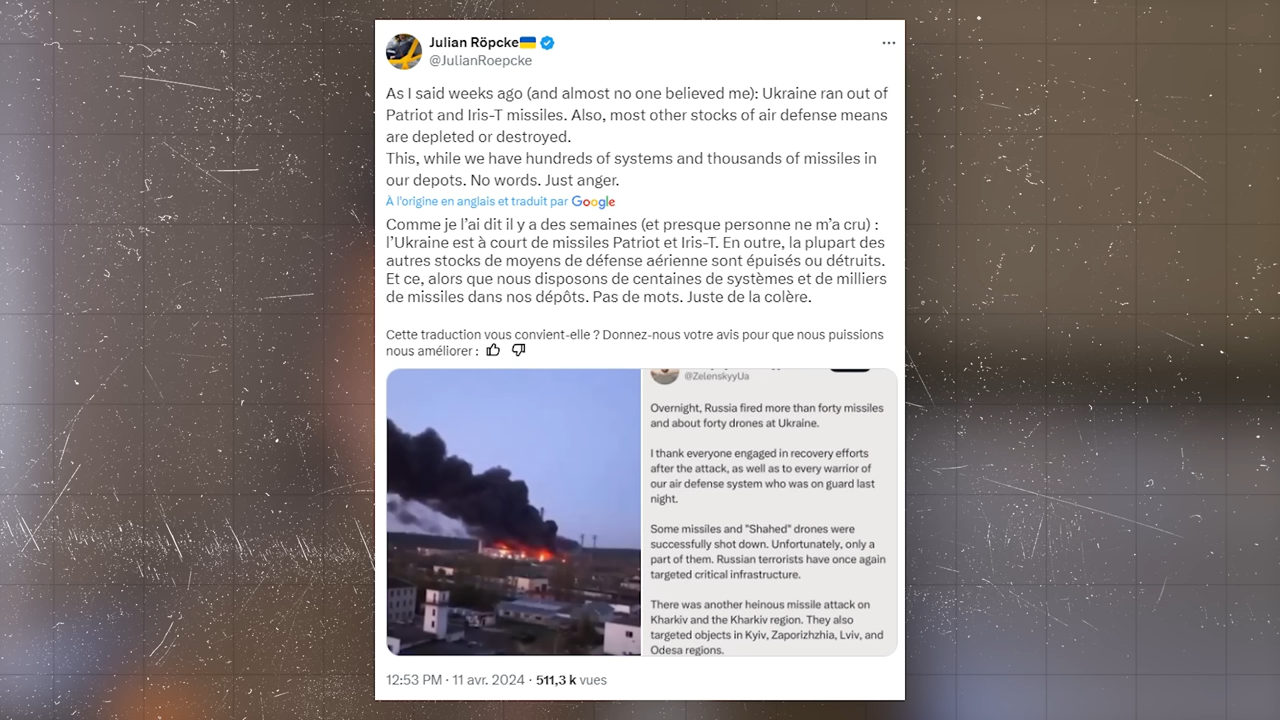 Julian Röpcke🇺🇦
@JulianRoepcke
As I said weeks ago (and almost no one believed me): Ukraine ran out of
Patriot and Iris-T missiles. Also, most other stocks of air defense means
are depleted or destroyed.
This, while we have hundreds of systems and thousands of missiles in
our depots. No words. Just anger.
À l'origine en anglais et traduit par Google
Comme je l'ai dit il y a des semaines (et presque personne ne m'a cru) :
l'Ukraine est à court de missiles Patriot et Iris-T. En outre, la plupart des
autres stocks de moyens de défense aérienne sont épuisés ou détruits.
Et ce, alors que nous disposons de centaines de systèmes et de milliers
de missiles dans nos dépôts. Pas de mots. Juste de la colère.
Cette traduction vous convient-elle ? Donnez-nous votre avis pour que nous puissions
nous améliorer :
@ZelenskyyUa
Overnight, Russia fired more than forty missiles
and about forty drones at Ukraine.
I thank everyone engaged in recovery efforts
after the attack, as well as to every warrior of
our air defense system who was on guard last
night.
Some missiles and "Shahed" drones were
successfully shot down. Unfortunately, only a
part of them. Russian terrorists have once again
targeted critical infrastructure.
There was another heinous missile attack on
Kharkiv and the Kharkiv region. They also
targeted objects in Kyiv, Zaporizhzhia, Lviv, and
Odesa regions.
12:53 PM · 11 avr. 2024 · 511,3 k vues